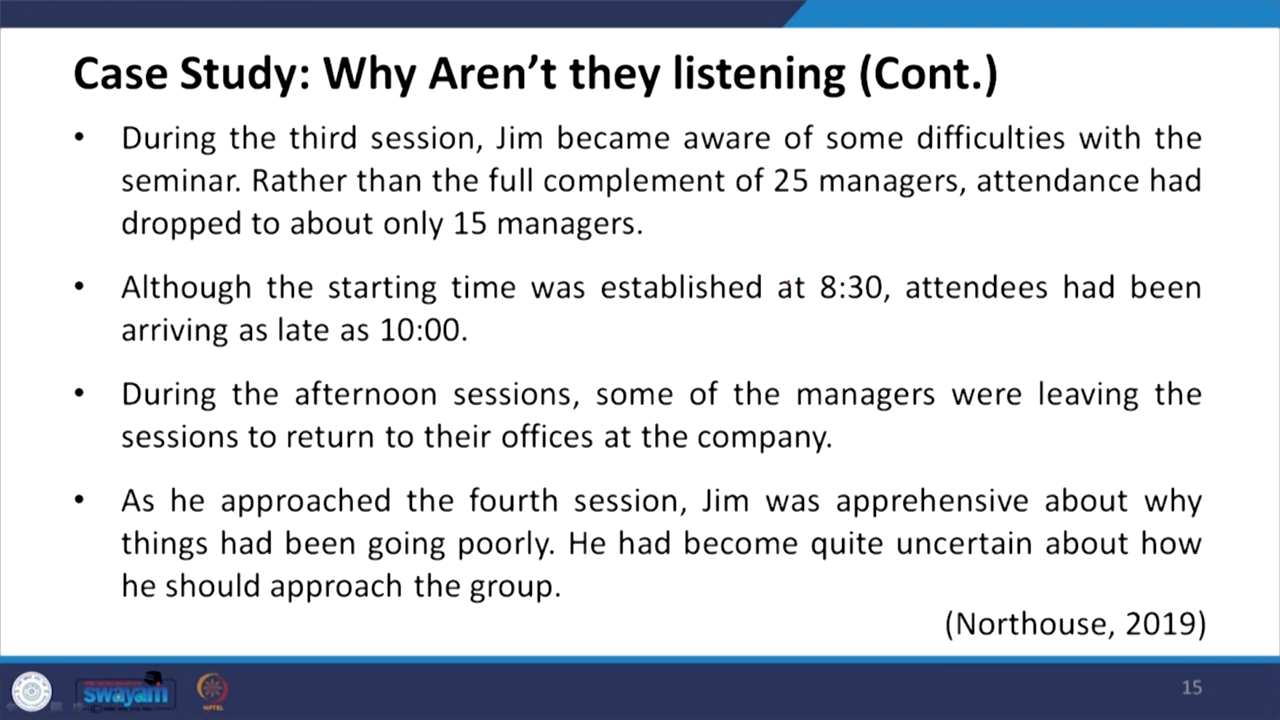 Case Study: Why Aren’t they listening (Cont.)
• During the third session, Jim became aware of some difficulties with the
seminar. Rather than the full complement of 25 managers, attendance had
dropped to about only 15 managers.
• Although the starting time was established at 8:30, attendees had been
arriving as late as 10:00.
• During the afternoon sessions, some of the managers were leaving the
sessions to return to their offices at the company.
• As he approached the fourth session, Jim was apprehensive about why
things had been going poorly. He had become quite uncertain about how
he should approach the group.
(Northouse, 2019)
swayam
NPTEL
15